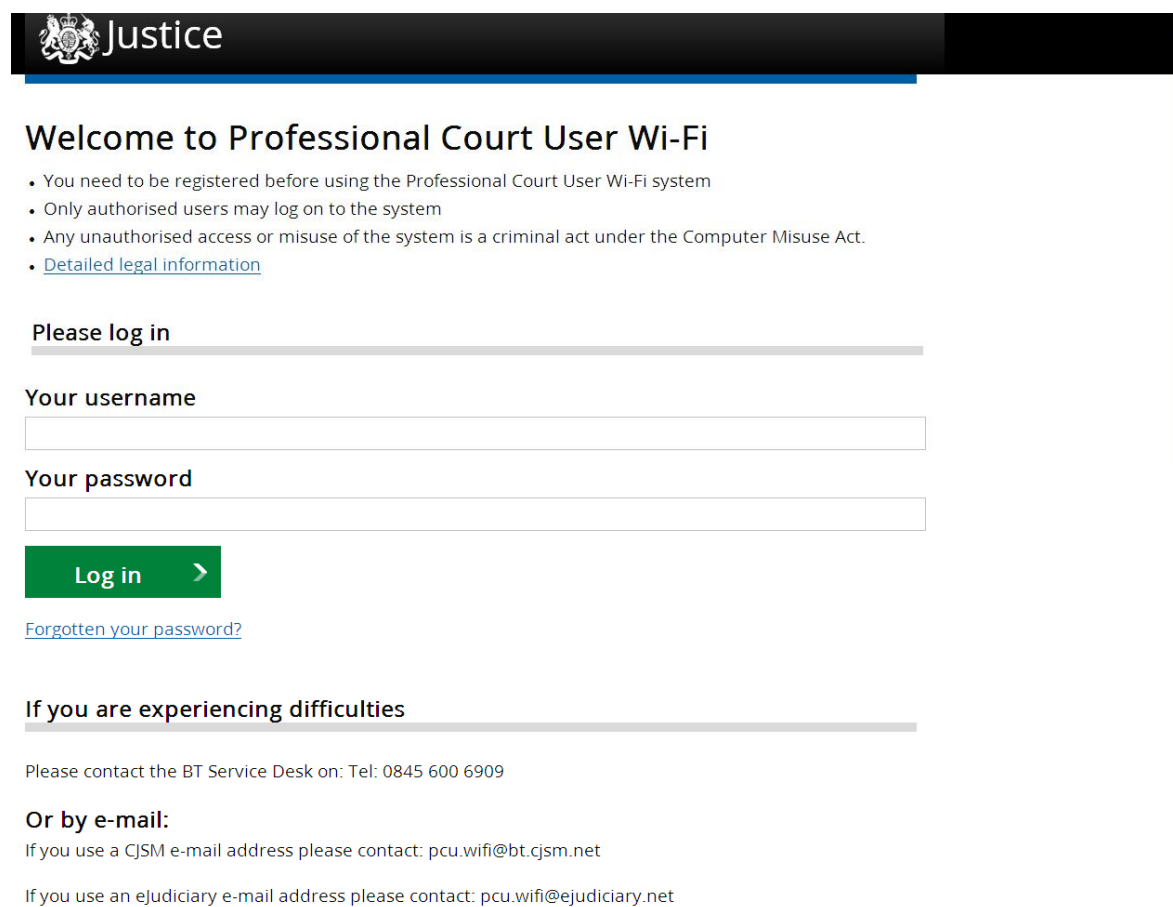 Justice
Welcome to Professional Court User Wi-Fi
• You need to be registered before using the Professional Court User Wi-Fi system
• Only authorised users may log on to the system
• Any unauthorised access or misuse of the system is a criminal act under the Computer Misuse Act.
• Detailed legal information
Please log in
Your username
Your password
Log in
Forgotten your password?
If you are experiencing difficulties
Please contact the BT Service Desk on: Tel: 0845 600 6909
Or by e-mail:
If you use a CJSM e-mail address please contact: pcu.wifi@bt.cjsm.net
If you use an eJudiciary e-mail address please contact: pcu.wifi@ejudiciary.net